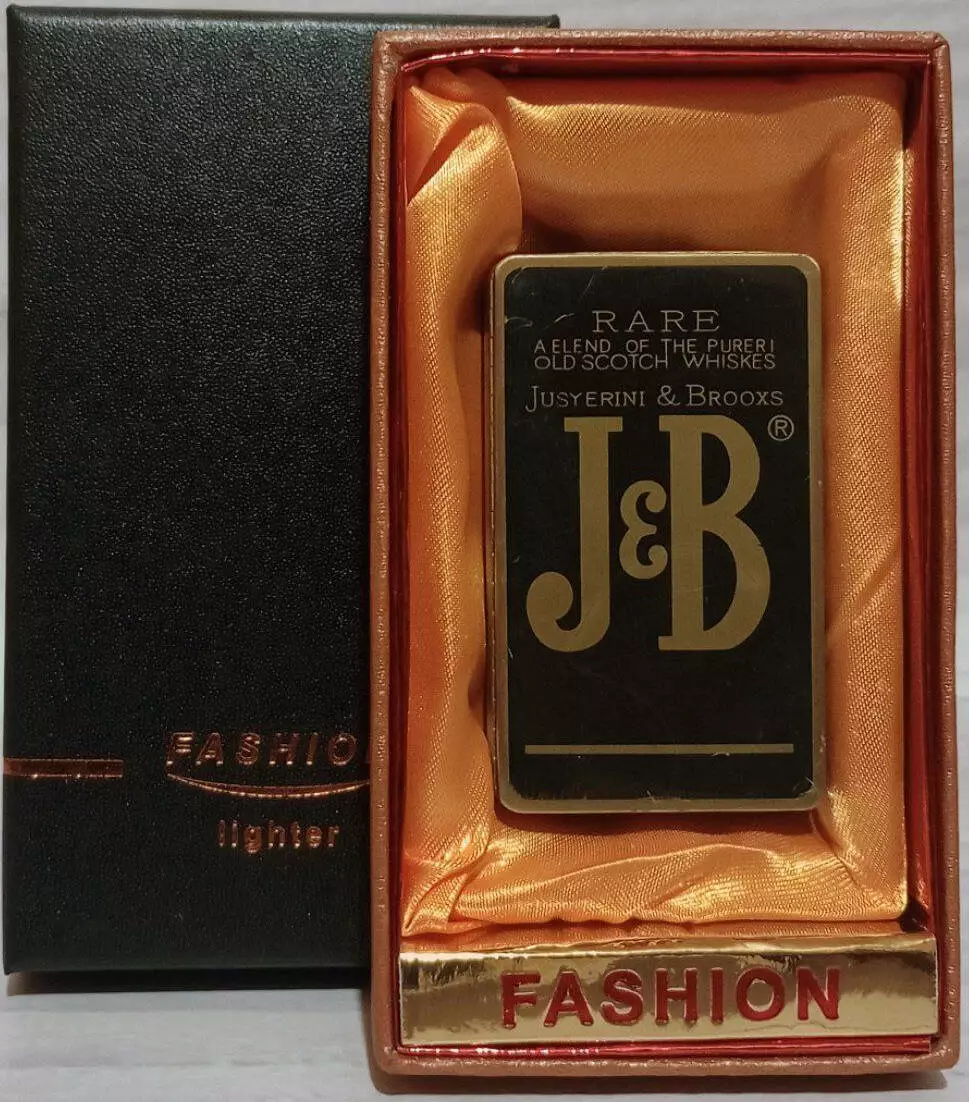 RARE
A ELEND OF THE PURERI
OLD SCOTCH WHISKES
JUSYERINI & BROOXS
J&B®
FASHIO
lighter
FASHION